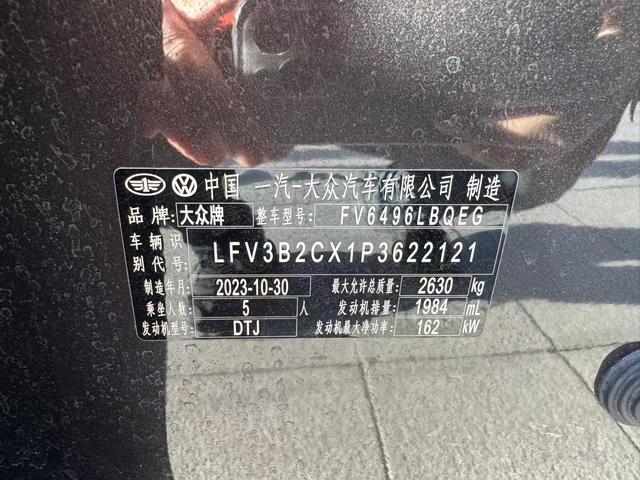 中国 一汽-大众汽车有限公司 制造
品牌: 大众牌 整车型号: FV6496LBQEG
车辆识别代号: LFV3B2CX1P3622121
制造年月: 2023-10-30 最大允许总质量: 2630 kg
乘坐人数: 5 人 发动机排量: 1984 mL
发动机型号: DTJ 发动机最大净功率: 162 kW